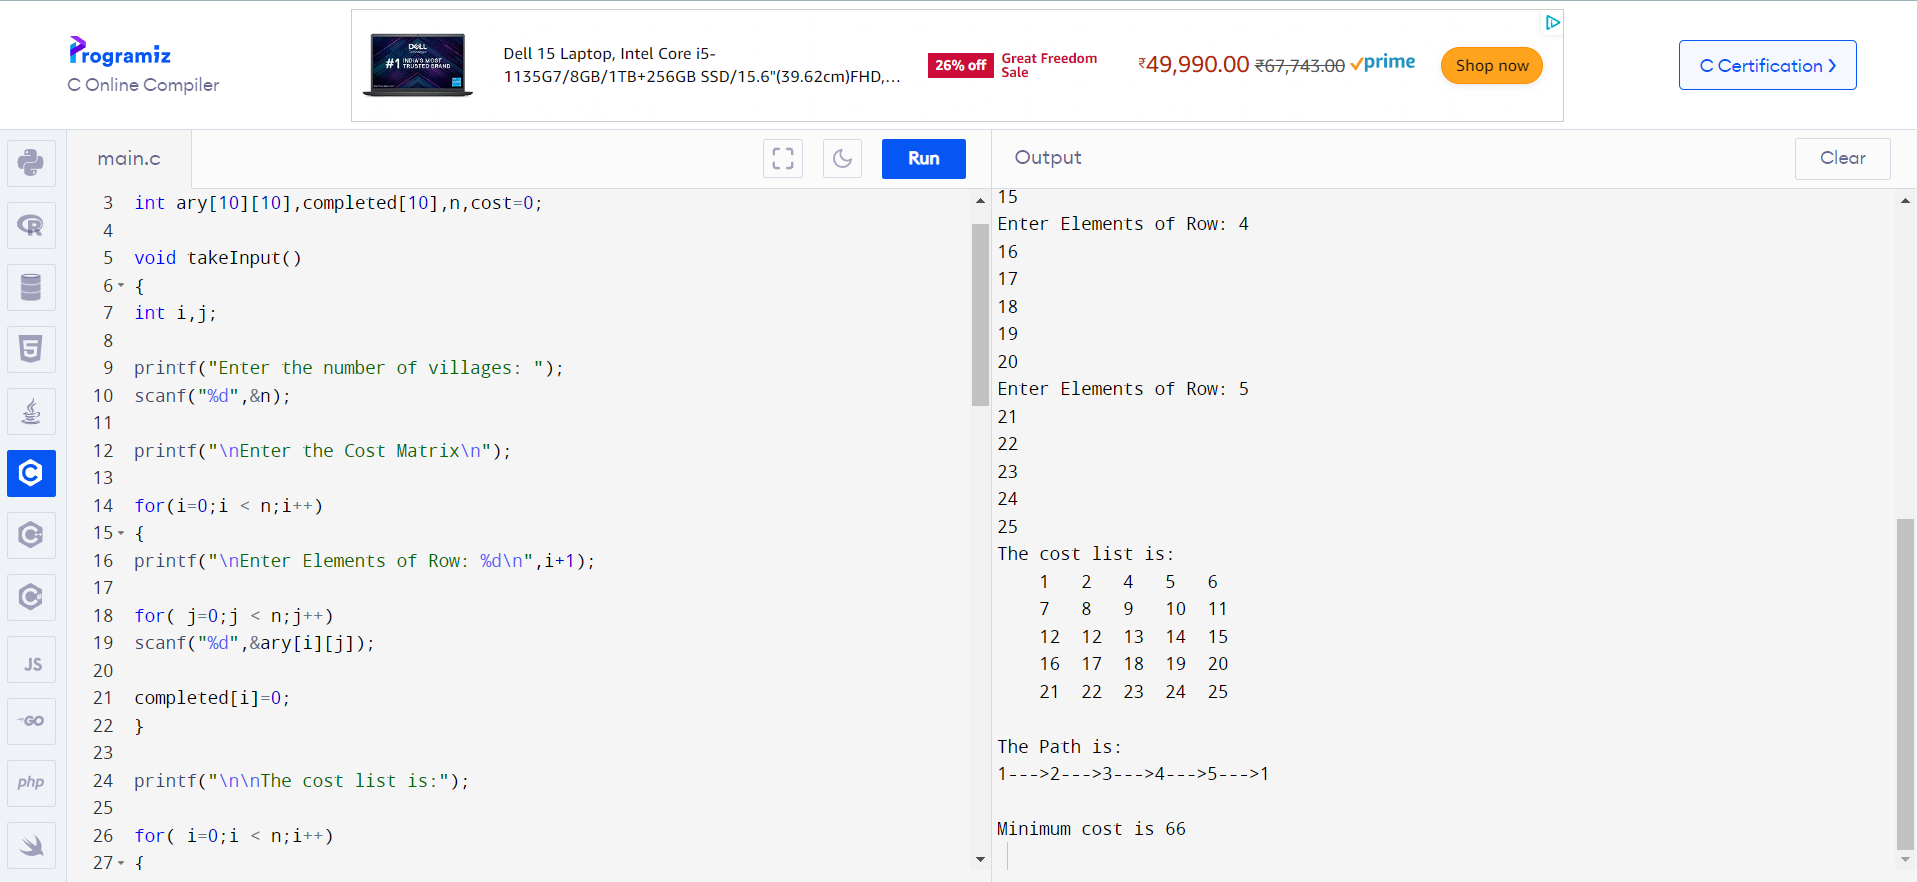 Programiz
C Online Compiler
DELL
Technologies
#1 INDIA'S MOST
TRUSTED BRAND
Dell 15 Laptop, Intel Core i5-
1135G7/8GB/1TB+256GB SSD/15.6"(39.62cm)FHD,...
26% off
Great Freedom
Sale
₹49,990.00 ₹67,743.00 prime
Shop now
C Certification
main.c
Run
Output
Clear
3 int ary[10][10],completed[10],n,cost=0;
4
5 void takeInput()
6 {
7 int i,j;
8
9 printf("Enter the number of villages: ");
10 scanf("%d",&n);
11
12 printf("\nEnter the Cost Matrix\n");
13
14 for(i=0;i < n;i++)
15 {
16 printf("\nEnter Elements of Row: %d\n",i+1);
17
18 for( j=0;j < n;j++)
19 scanf("%d",&ary[i][j]);
20
21 completed[i]=0;
22 }
23
24 printf("\n\nThe cost list is:");
25
26 for( i=0;i < n;i++)
27 {
15
Enter Elements of Row: 4
16
17
18
19
20
Enter Elements of Row: 5
21
22
23
24
25
The cost list is:
1 2 4 5 6
7 8 9 10 11
12 12 13 14 15
16 17 18 19 20
21 22 23 24 25
The Path is:
1--->2--->3--->4--->5--->1
Minimum cost is 66
R
5
C
JS
GO
php